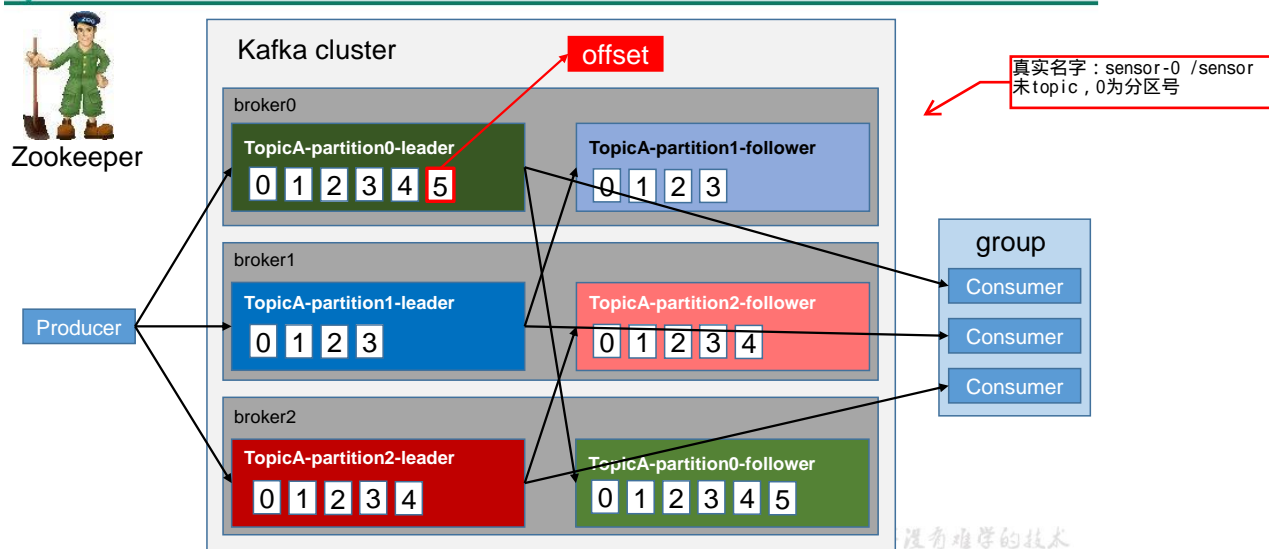 Kafka cluster
offset
真实名字：sensor-0 /sensor
未topic，0为分区号
ZOO
Zookeeper
broker0
TopicA-partition0-leader
0 1 2 3 4 5
TopicA-partition1-follower
0 1 2 3
broker1
TopicA-partition1-leader
0 1 2 3
TopicA-partition2-follower
0 1 2 3 4
broker2
TopicA-partition2-leader
0 1 2 3 4
TopicA-partition0-follower
0 1 2 3 4 5
Producer
group
Consumer
Consumer
Consumer
没有难学的技术